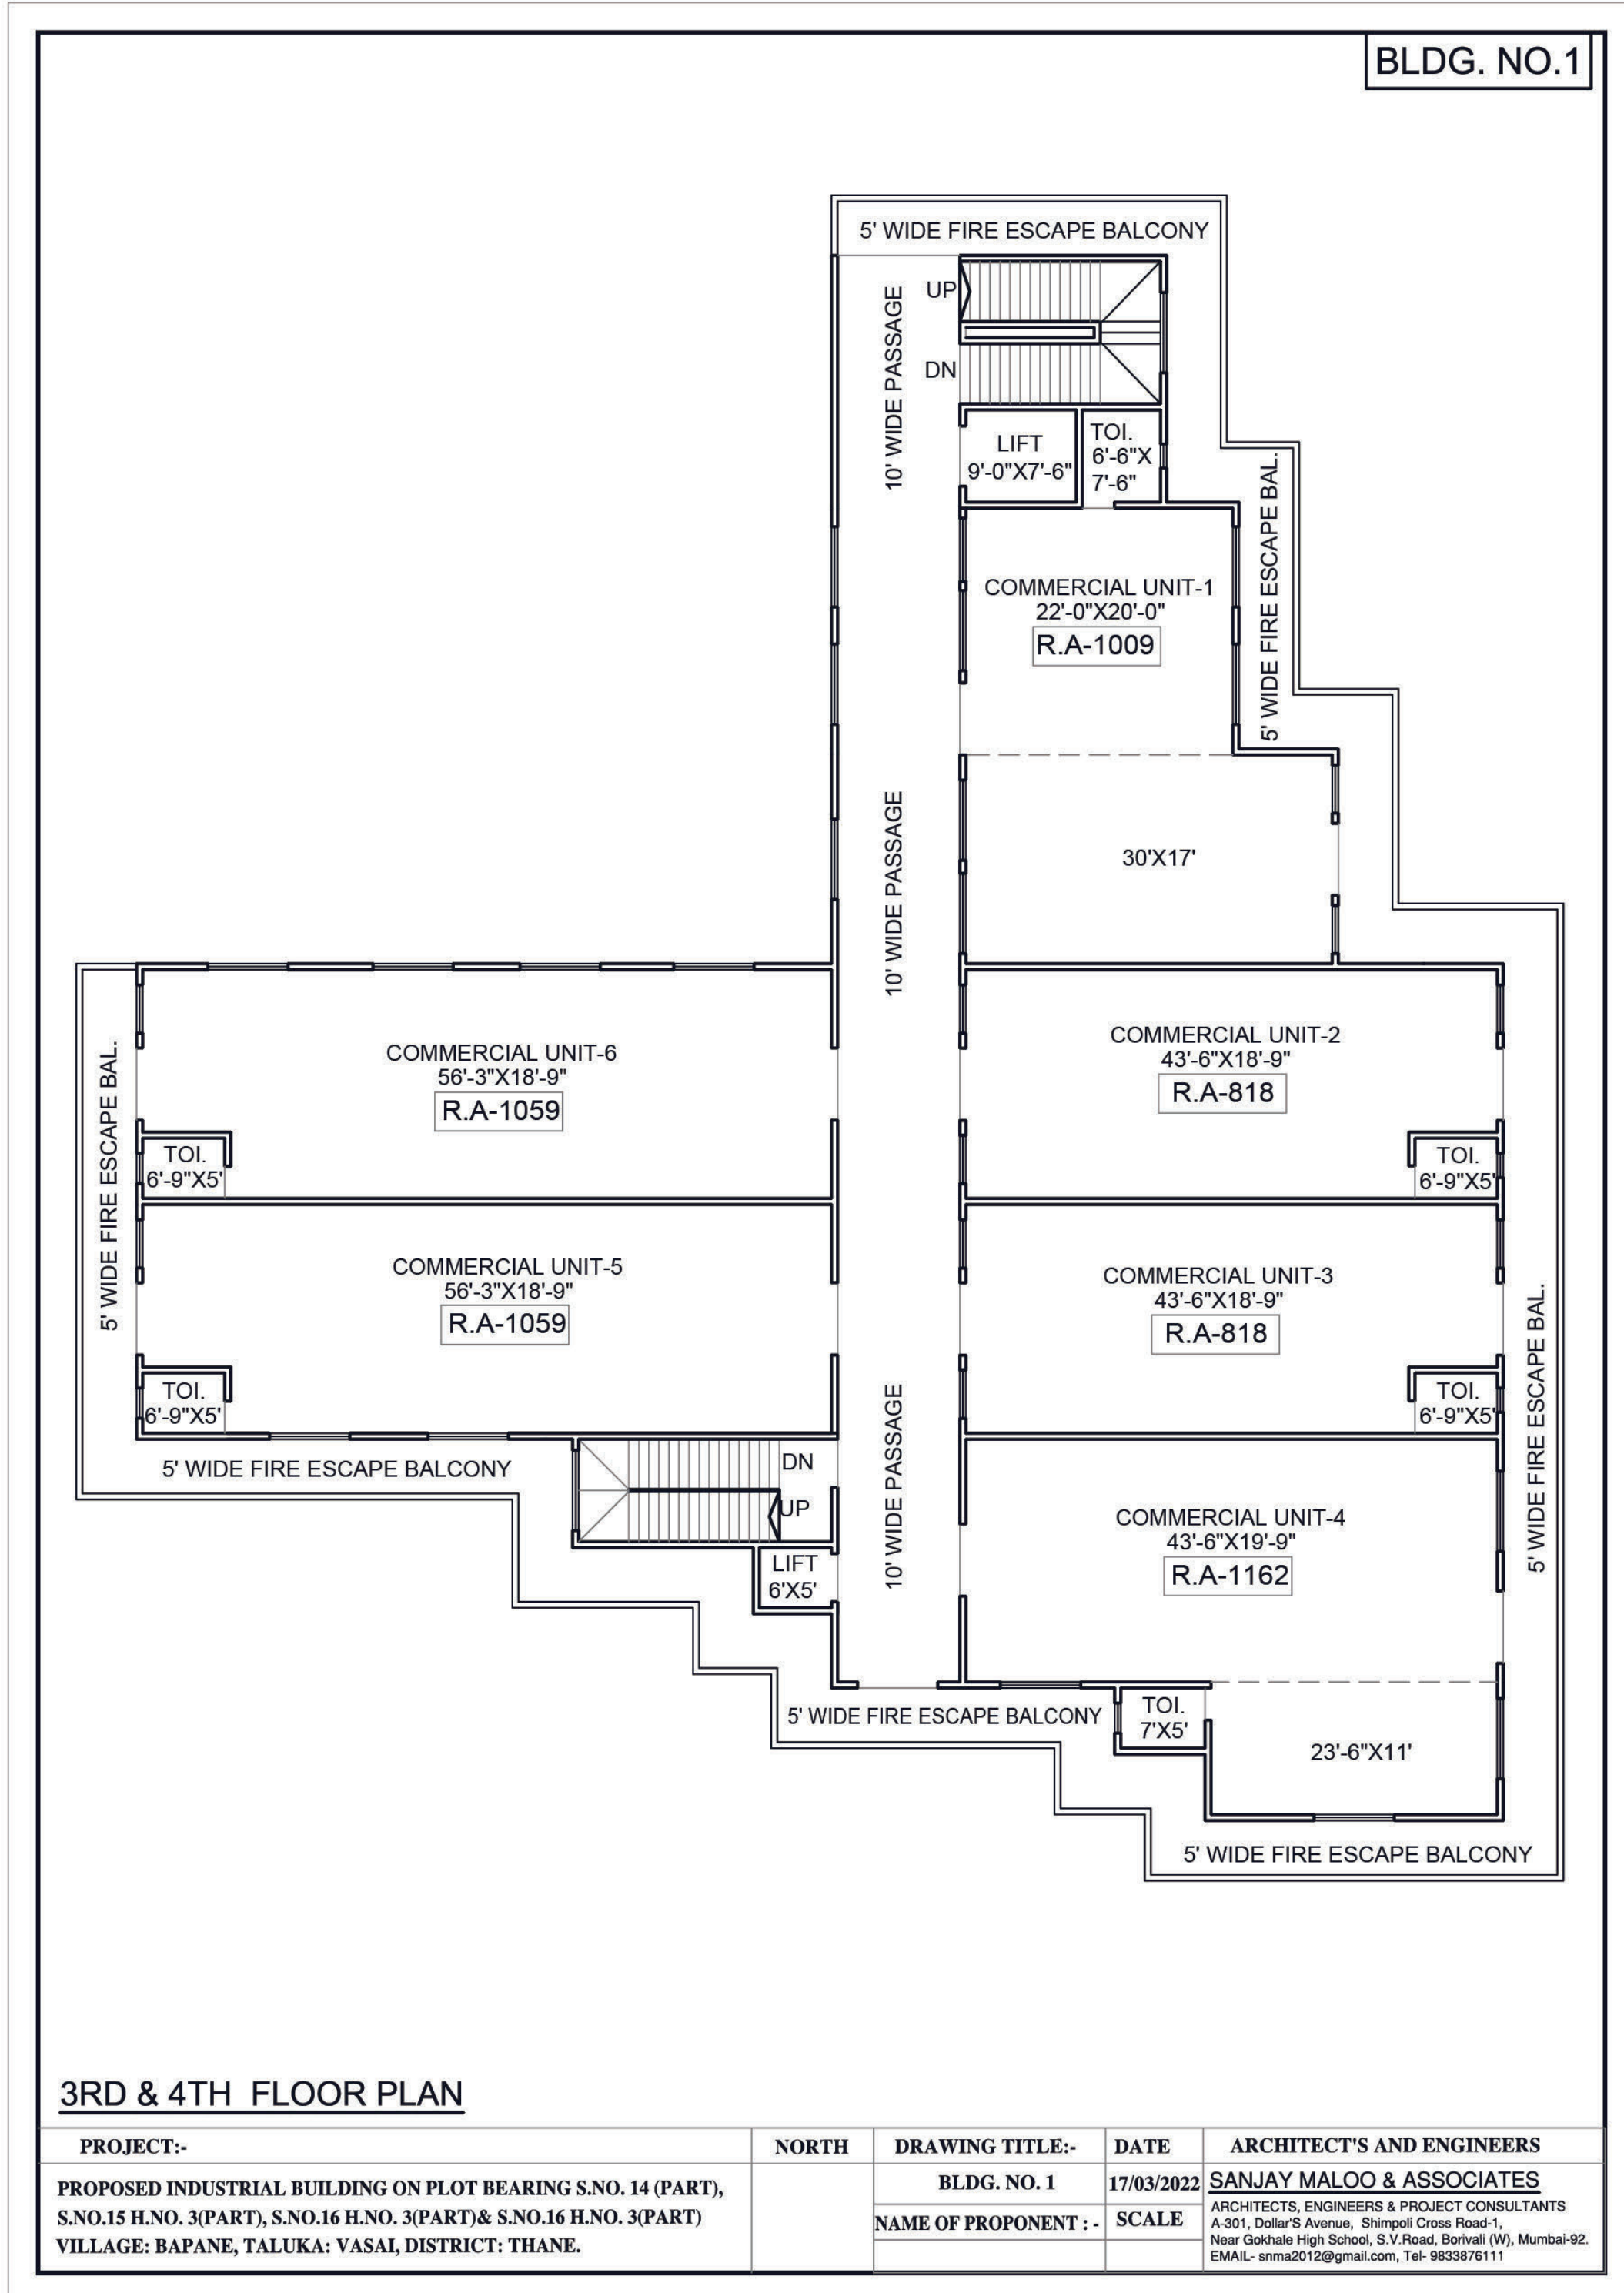 BLDG. NO.1
5' WIDE FIRE ESCAPE BALCONY
UP
10' WIDE PASSAGE
DN
LIFT
9'-0"X7'-6"
TOI.
6'-6"X
7'-6"
5' WIDE FIRE ESCAPE BAL.
COMMERCIAL UNIT-1
22'-0"X20'-0"
R.A-1009
10' WIDE PASSAGE
30'X17'
COMMERCIAL UNIT-6
56'-3"X18'-9"
R.A-1059
COMMERCIAL UNIT-2
43'-6"X18'-9"
R.A-818
5' WIDE FIRE ESCAPE BAL.
TOI.
6'-9"X5'
TOI.
6'-9"X5'
COMMERCIAL UNIT-5
56'-3"X18'-9"
R.A-1059
COMMERCIAL UNIT-3
43'-6"X18'-9"
R.A-818
5' WIDE FIRE ESCAPE BAL.
TOI.
6'-9"X5'
TOI.
6'-9"X5'
5' WIDE FIRE ESCAPE BALCONY
DN
UP
10' WIDE PASSAGE
LIFT
6'X5'
COMMERCIAL UNIT-4
43'-6"X19'-9"
R.A-1162
5' WIDE FIRE ESCAPE BALCONY
TOI.
7'X5'
23'-6"X11'
5' WIDE FIRE ESCAPE BALCONY
3RD & 4TH FLOOR PLAN
PROJECT:-
PROPOSED INDUSTRIAL BUILDING ON PLOT BEARING S.NO. 14 (PART),
S.NO.15 H.NO. 3(PART), S.NO.16 H.NO. 3(PART)& S.NO.16 H.NO. 3(PART)
VILLAGE: BAPANE, TALUKA: VASAI, DISTRICT: THANE.
NORTH
DRAWING TITLE:-
BLDG. NO. 1
NAME OF PROPONENT : -
DATE
17/03/2022
SCALE
ARCHITECT'S AND ENGINEERS
SANJAY MALOO & ASSOCIATES
ARCHITECTS, ENGINEERS & PROJECT CONSULTANTS
A-301, Dollar'S Avenue, Shimpoli Cross Road-1,
Near Gokhale High School, S.V.Road, Borivali (W), Mumbai-92.
EMAIL- snma2012@gmail.com, Tel- 9833876111